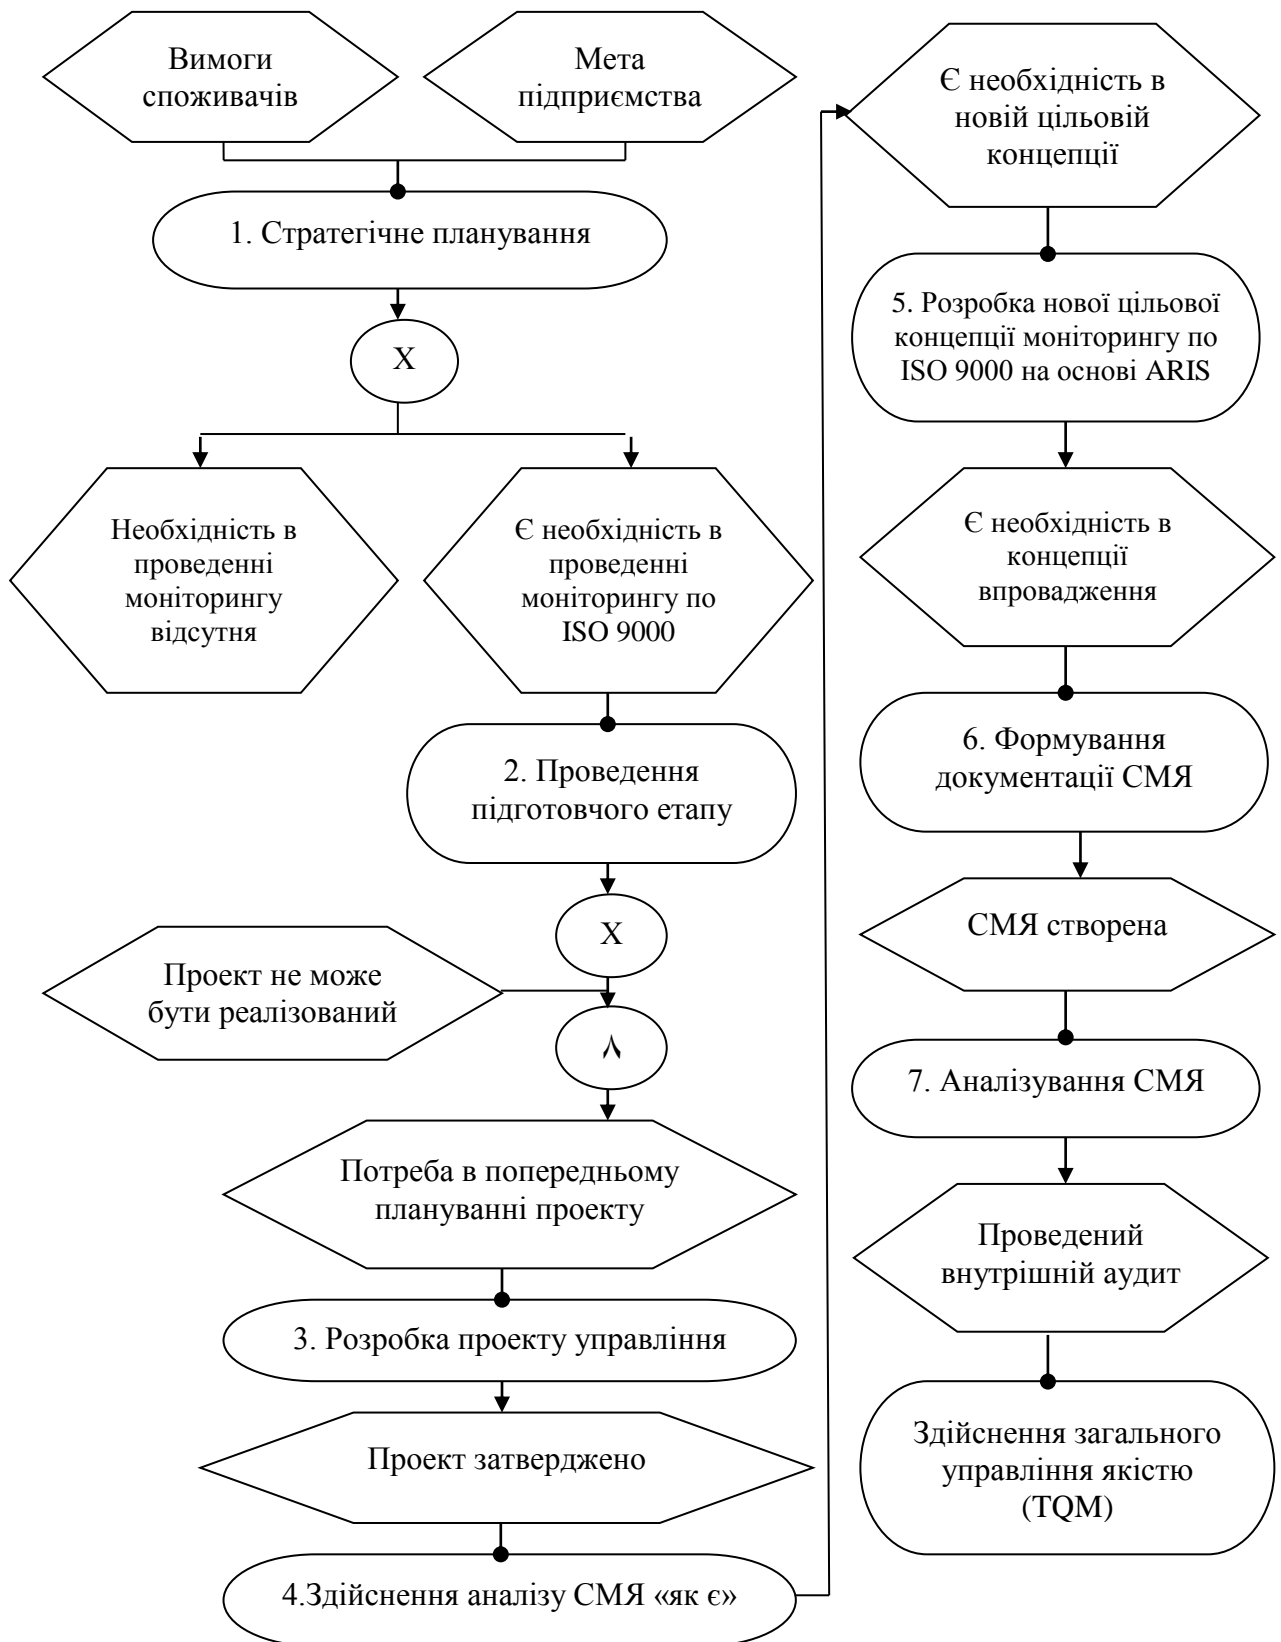 Вимоги
споживачів
Мета
підприємства
1. Стратегічне планування
X
Необхідність в
проведенні
моніторингу
відсутня
Є необхідність в
проведенні
моніторингу по
ISO 9000
2. Проведення
підготовчого етапу
X
Проект не може
бути реалізований
٨
Потреба в попередньому
плануванні проекту
3. Розробка проекту управління
Проект затверджено
4.Здійснення аналізу СМЯ «як є»
Є необхідність в
новій цільовій
концепції
5. Розробка нової цільової
концепції моніторингу по
ISO 9000 на основі ARIS
Є необхідність в
концепції
впровадження
6. Формування
документації СМЯ
СМЯ створена
7. Аналізування СМЯ
Проведений
внутрішній аудит
Здійснення загального
управління якістю
(TQM)